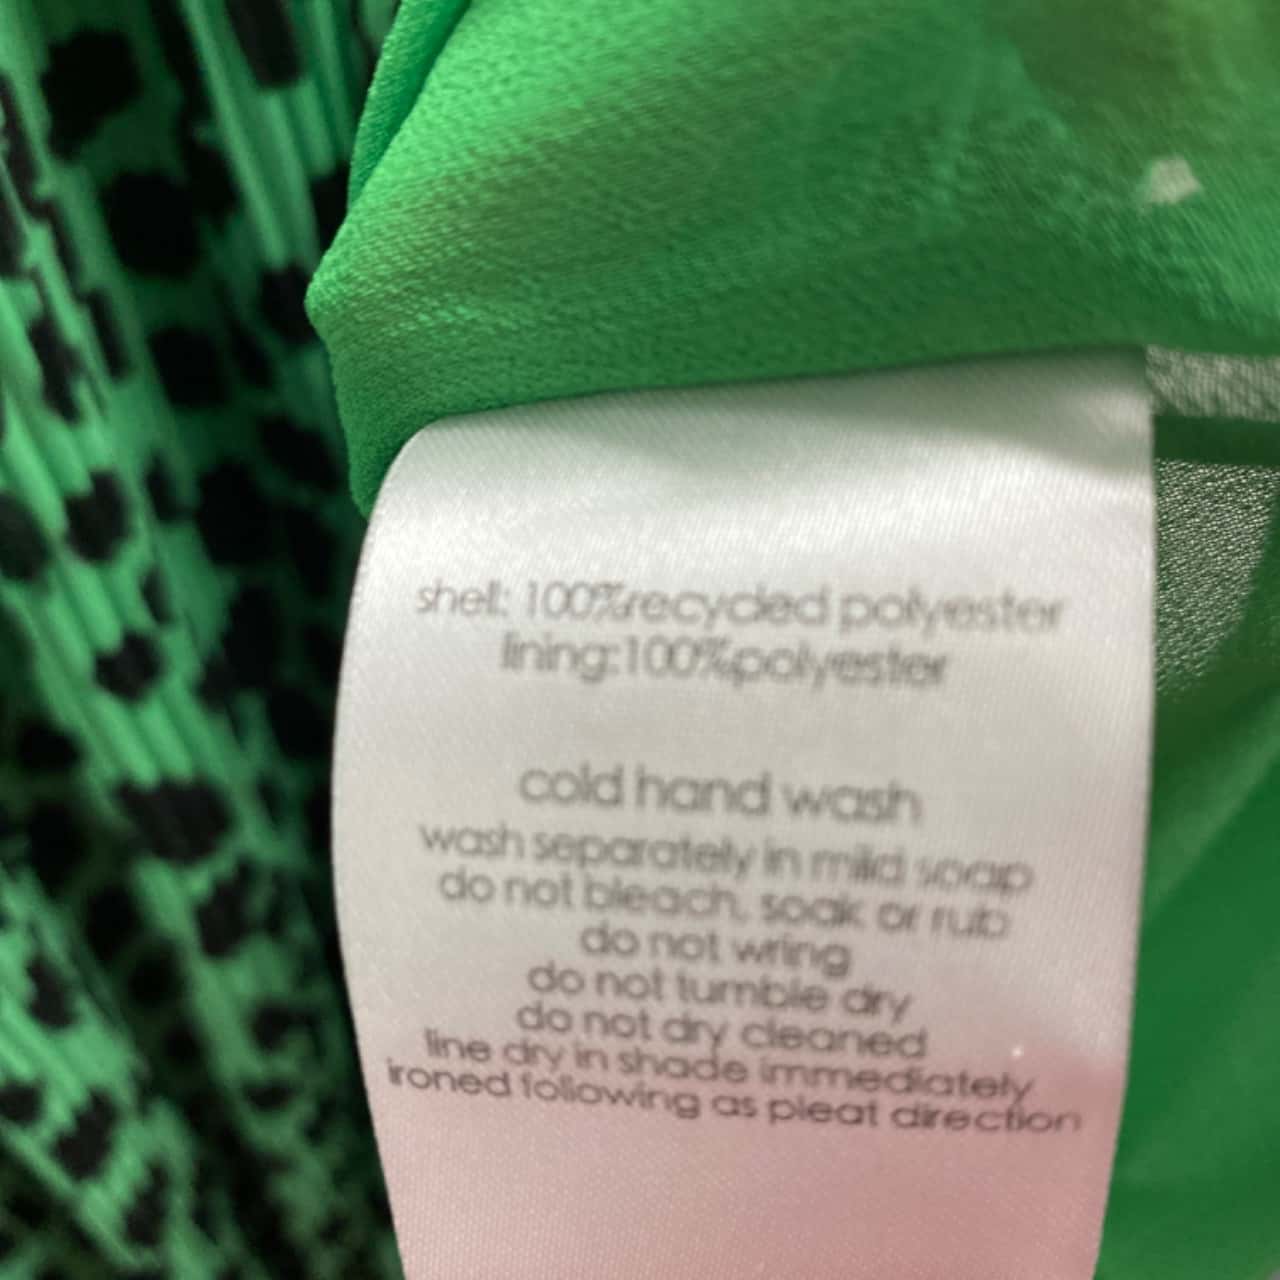 shell: 100%recycled polyester
lining:100%polyester
cold hand wash
wash separately in mild soap
do not bleach, soak or rub
do not wring
do not tumble dry
do not dry cleaned
line dry in shade immediately
ironed following as pleat direction